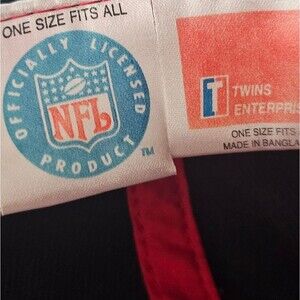 ONE SIZE FITS ALL
OFFICIALLY LICENSED
NFL
PRODUCT
TM
TWINS
ENTERPRIS
ONE SIZE FITS
MADE IN BANGLA